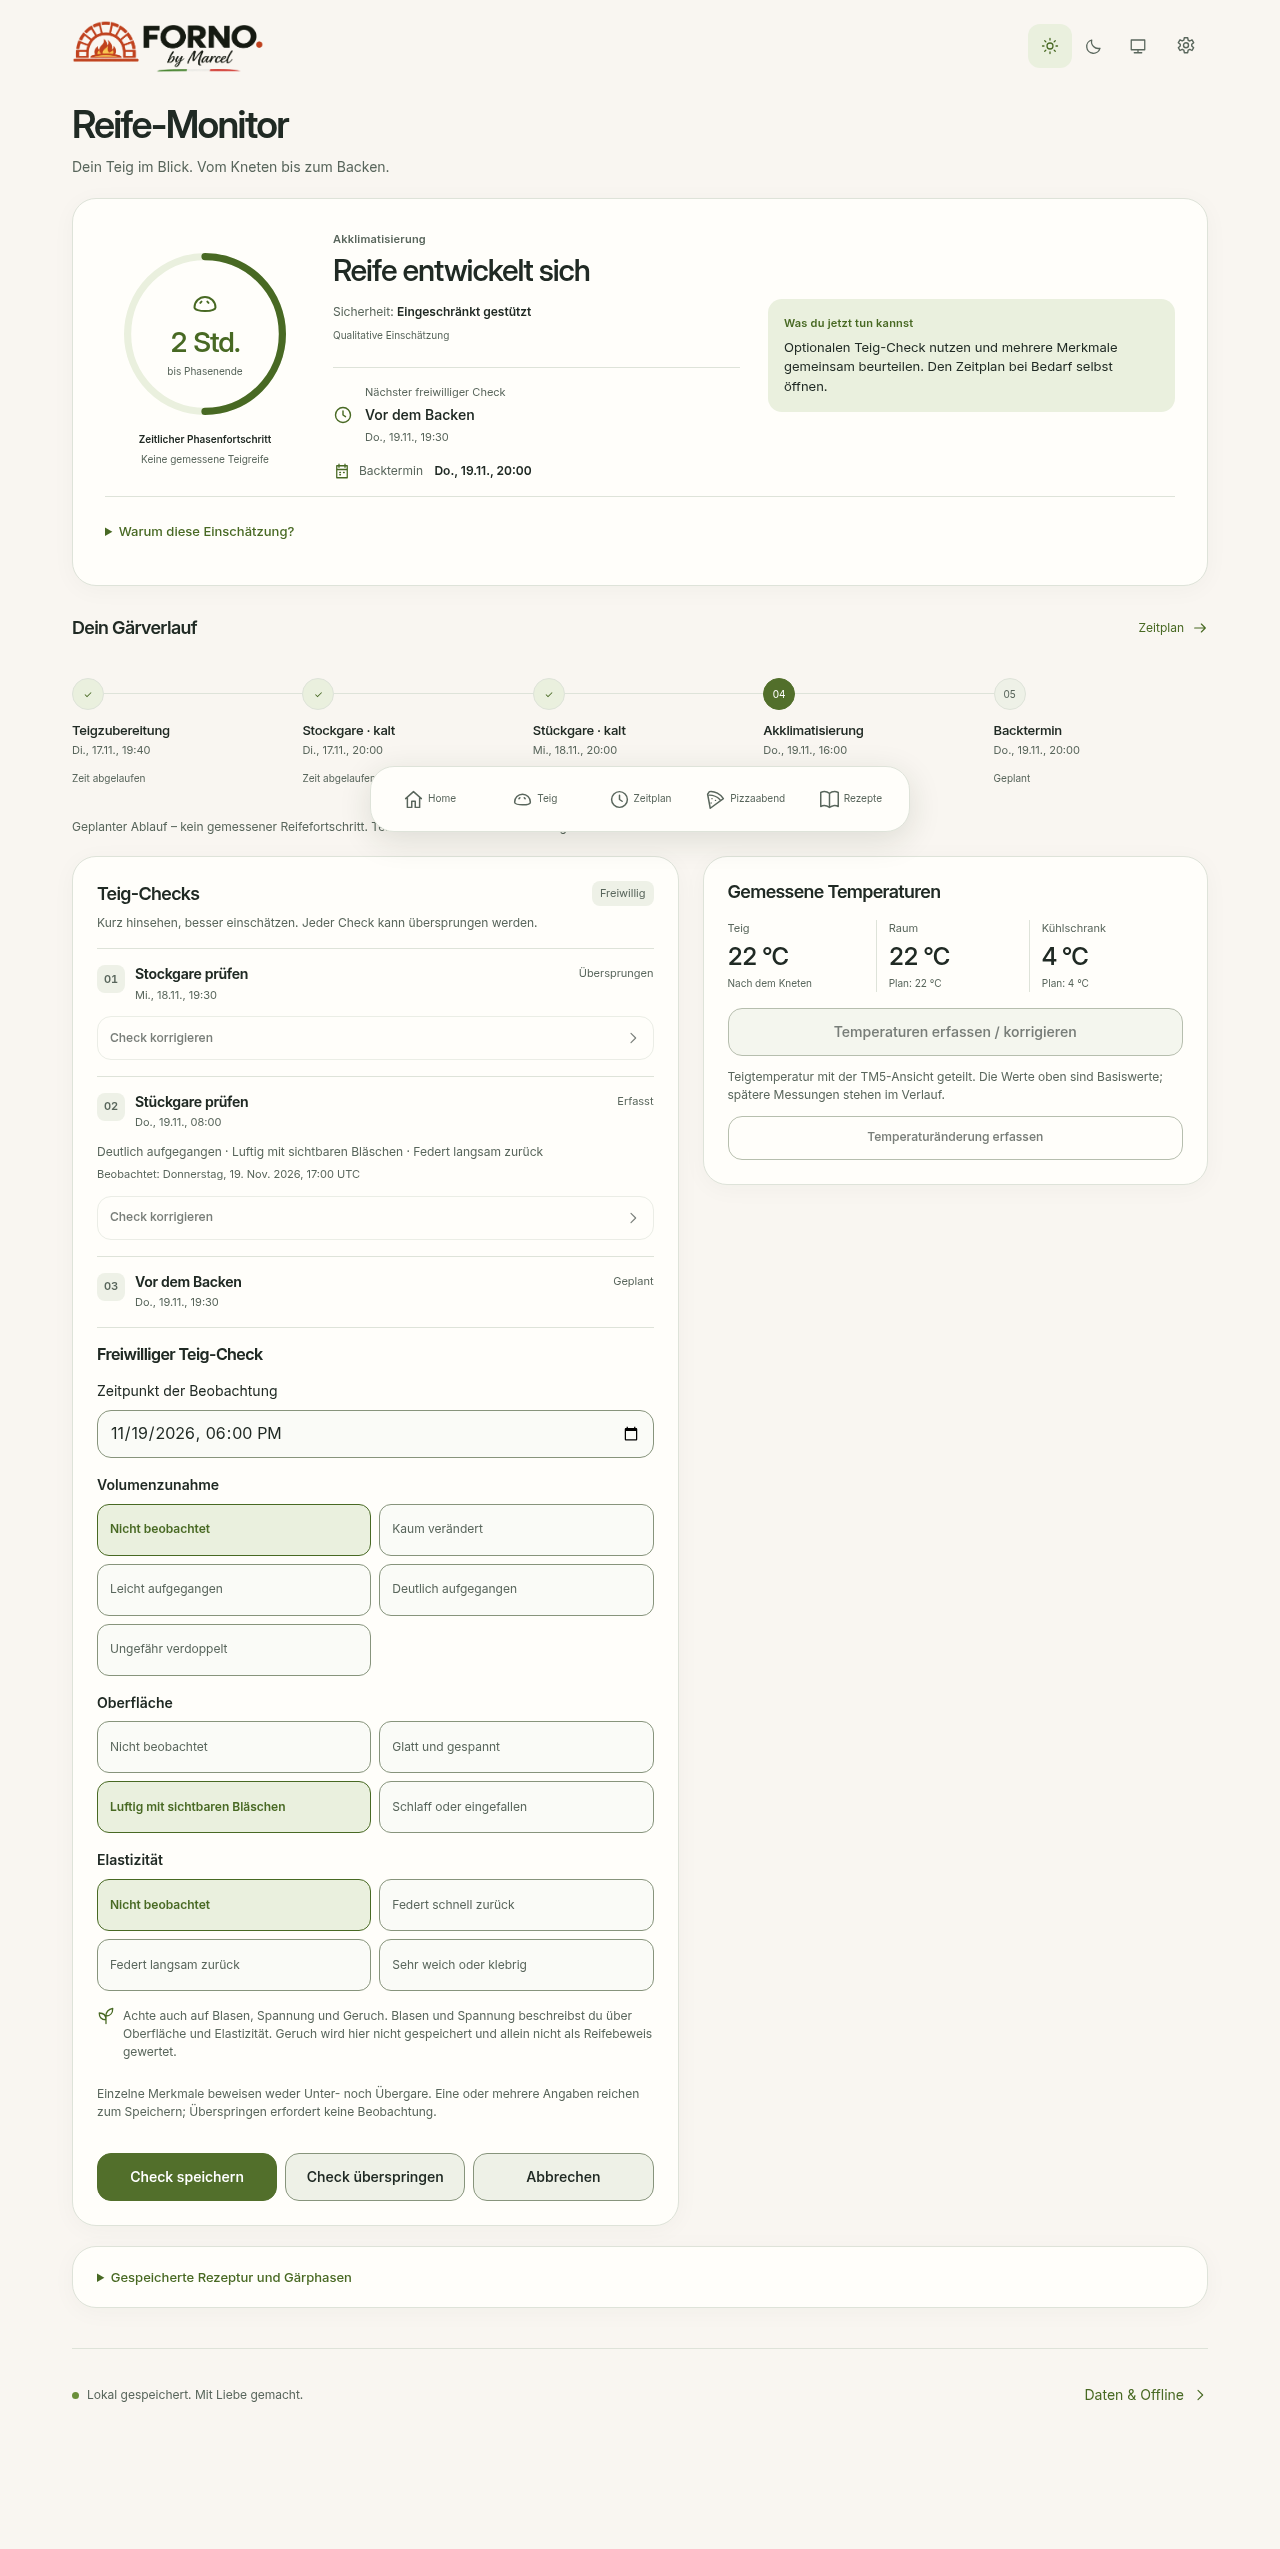 FORNO.
by Marcel
Reife-Monitor
Dein Teig im Blick. Vom Kneten bis zum Backen.
2 Std.
bis Phasenende
Zeitlicher Phasenfortschritt
Keine gemessene Teigreife
Akklimatisierung
Reife entwickelt sich
Sicherheit: Eingeschränkt gestützt
Qualitative Einschätzung
Nächster freiwilliger Check
Vor dem Backen
Do., 19.11., 19:30
Backtermin Do., 19.11., 20:00
Was du jetzt tun kannst
Optionalen Teig-Check nutzen und mehrere Merkmale
gemeinsam beurteilen. Den Zeitplan bei Bedarf selbst
öffnen.
Warum diese Einschätzung?
Dein Gärverlauf
Zeitplan
Teigzubereitung
Di., 17.11., 19:40
Zeit abgelaufen
Stockgare · kalt
Di., 17.11., 20:00
Zeit abgelaufen
Stückgare · kalt
Mi., 18.11., 20:00
04
Akklimatisierung
Do., 19.11., 16:00
05
Backtermin
Do., 19.11., 20:00
Geplant
Home
Teig
Zeitplan
Pizzaabend
Rezepte
Geplanter Ablauf – kein gemessener Reifefortschritt.
Teig-Checks
Freiwillig
Kurz hinsehen, besser einschätzen. Jeder Check kann übersprungen werden.
01
Stockgare prüfen
Übersprungen
Mi., 18.11., 19:30
Check korrigieren
02
Stückgare prüfen
Erfasst
Do., 19.11., 08:00
Deutlich aufgegangen · Luftig mit sichtbaren Bläschen · Federt langsam zurück
Beobachtet: Donnerstag, 19. Nov. 2026, 17:00 UTC
Check korrigieren
03
Vor dem Backen
Geplant
Do., 19.11., 19:30
Freiwilliger Teig-Check
Zeitpunkt der Beobachtung
11/19/2026, 06:00 PM
Volumenzunahme
Nicht beobachtet
Kaum verändert
Leicht aufgegangen
Deutlich aufgegangen
Ungefähr verdoppelt
Oberfläche
Nicht beobachtet
Glatt und gespannt
Luftig mit sichtbaren Bläschen
Schlaff oder eingefallen
Elastizität
Nicht beobachtet
Federt schnell zurück
Federt langsam zurück
Sehr weich oder klebrig
Achte auch auf Blasen, Spannung und Geruch. Blasen und Spannung beschreibst du über
Oberfläche und Elastizität. Geruch wird hier nicht gespeichert und allein nicht als Reifebeweis
gewertet.
Einzelne Merkmale beweisen weder Unter- noch Übergare. Eine oder mehrere Angaben reichen
zum Speichern; Überspringen erfordert keine Beobachtung.
Check speichern
Check überspringen
Abbrechen
Gemessene Temperaturen
Teig
22 °C
Nach dem Kneten
Raum
22 °C
Plan: 22 °C
Kühlschrank
4 °C
Plan: 4 °C
Temperaturen erfassen / korrigieren
Teigtemperatur mit der TM5-Ansicht geteilt. Die Werte oben sind Basiswerte;
spätere Messungen stehen im Verlauf.
Temperaturänderung erfassen
Gespeicherte Rezeptur und Gärphasen
Lokal gespeichert. Mit Liebe gemacht.
Daten & Offline